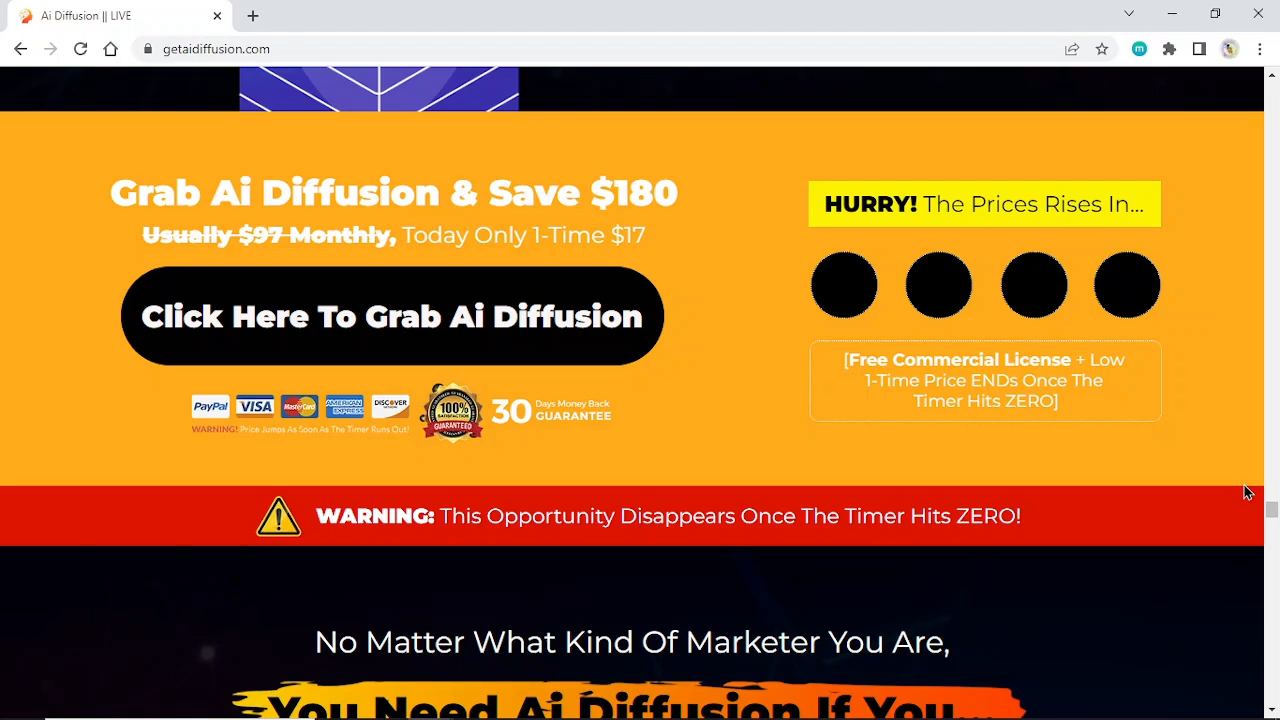 Ai Diffusion || LIVE
getaidiffusion.com
m
Grab Ai Diffusion & Save $180
Usually $97 Monthly, Today Only 1-Time $17
Click Here To Grab Ai Diffusion
PayPal VISA MasterCard AMERICAN EXPRESS DISCOVER
WARNING! Price Jumps As Soon As The Timer Runs Out!
100%
SATISFACTION
GUARANTEED
30 Days Money Back
GUARANTEE
HURRY! The Prices Rises In...
[Free Commercial License + Low
1-Time Price ENDs Once The
Timer Hits ZERO]
WARNING: This Opportunity Disappears Once The Timer Hits ZERO!
No Matter What Kind Of Marketer You Are,
You Need Ai Diffusion If You...